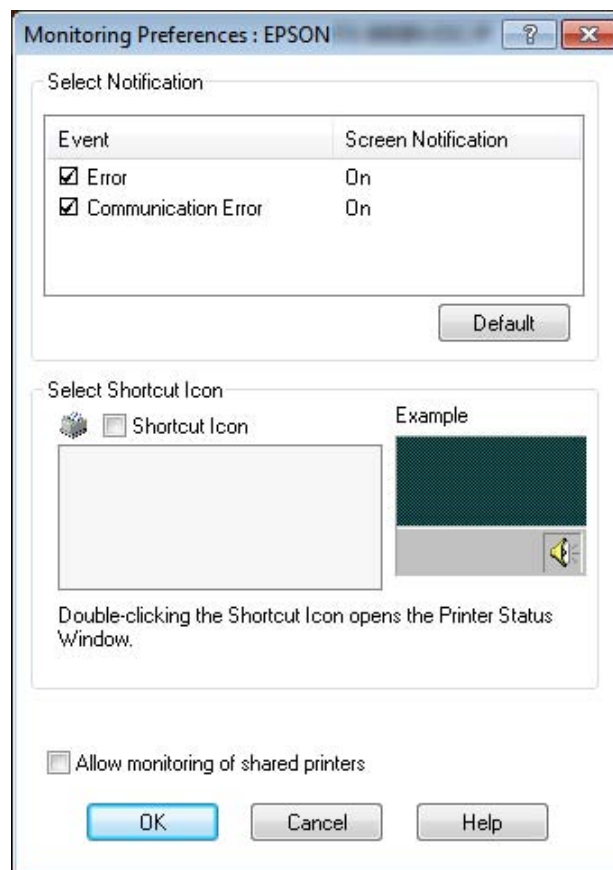 Monitoring Preferences : EPSON
Select Notification
Event Screen Notification
Error On
Communication Error On
Default
Select Shortcut Icon
Shortcut Icon
Example
Double-clicking the Shortcut Icon opens the Printer Status
Window.
Allow monitoring of shared printers
OK Cancel Help